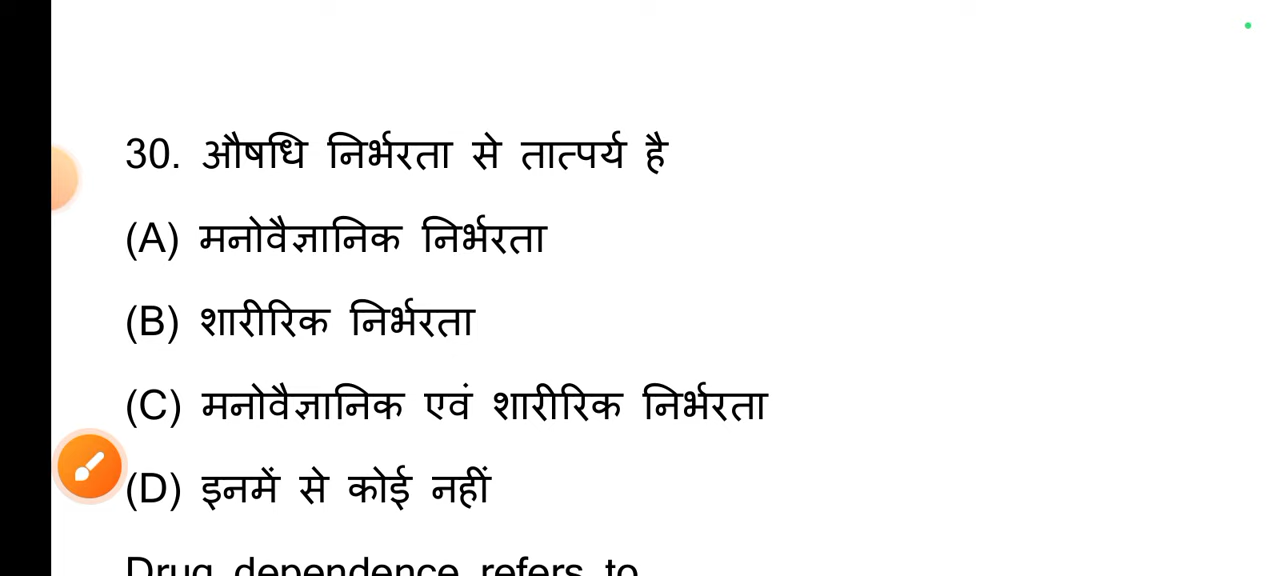 30. औषधि निर्भरता से तात्पर्य है
(A) मनोवैज्ञानिक निर्भरता
(B) शारीरिक निर्भरता
(C) मनोवैज्ञानिक एवं शारीरिक निर्भरता
(D) इनमें से कोई नहीं
Drug dependence refers to